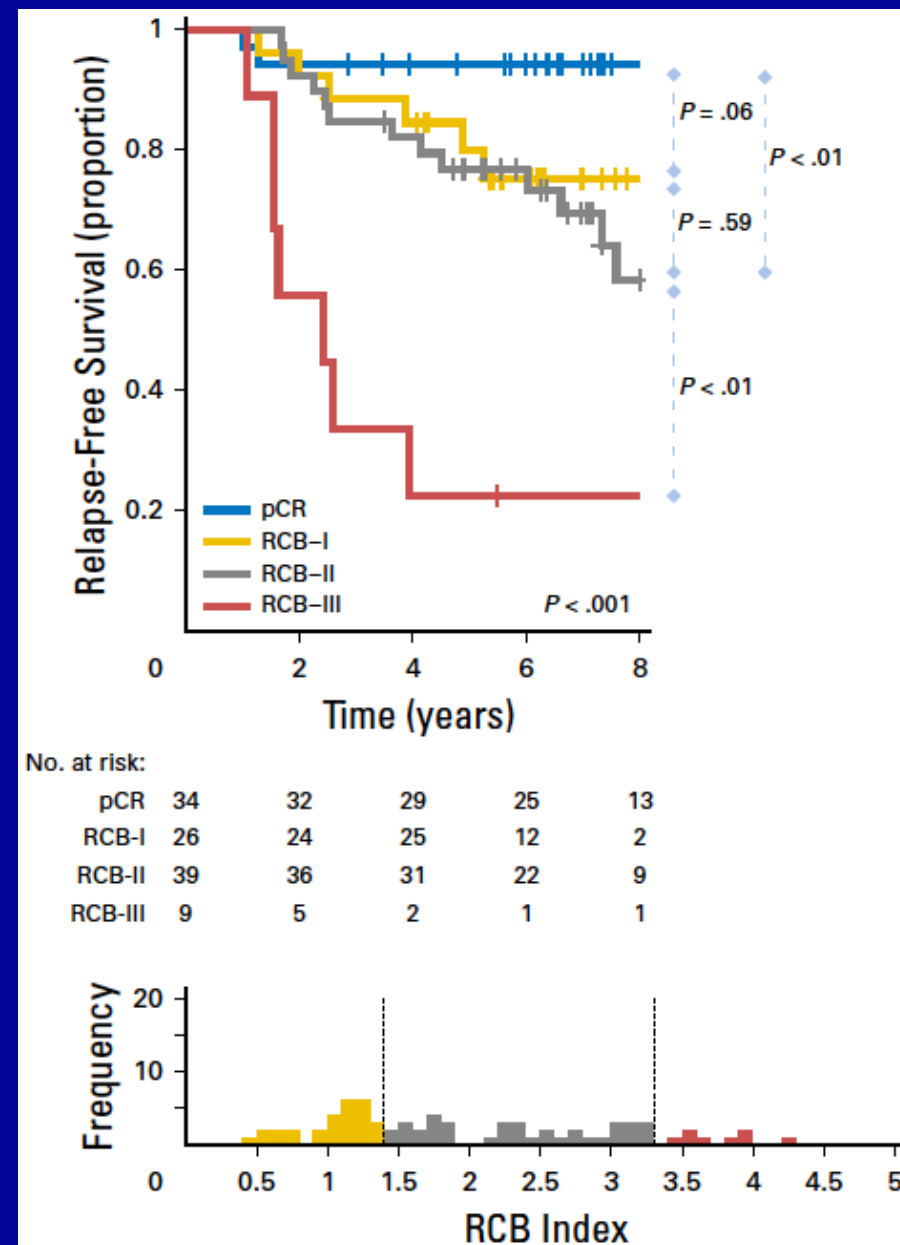 Relapse-Free Survival (proportion)
1
0.8
0.6
0.4
0.2
0
pCR
RCB–I
RCB–II
RCB–III
P < .001
P = .06
P < .01
P = .59
P < .01
2 4 6 8
Time (years)
No. at risk:
pCR 34 32 29 25 13
RCB-I 26 24 25 12 2
RCB-II 39 36 31 22 9
RCB-III 9 5 2 1 1
Frequency
20
10
0 0.5 1 1.5 2 2.5 3 3.5 4 4.5 5
RCB Index